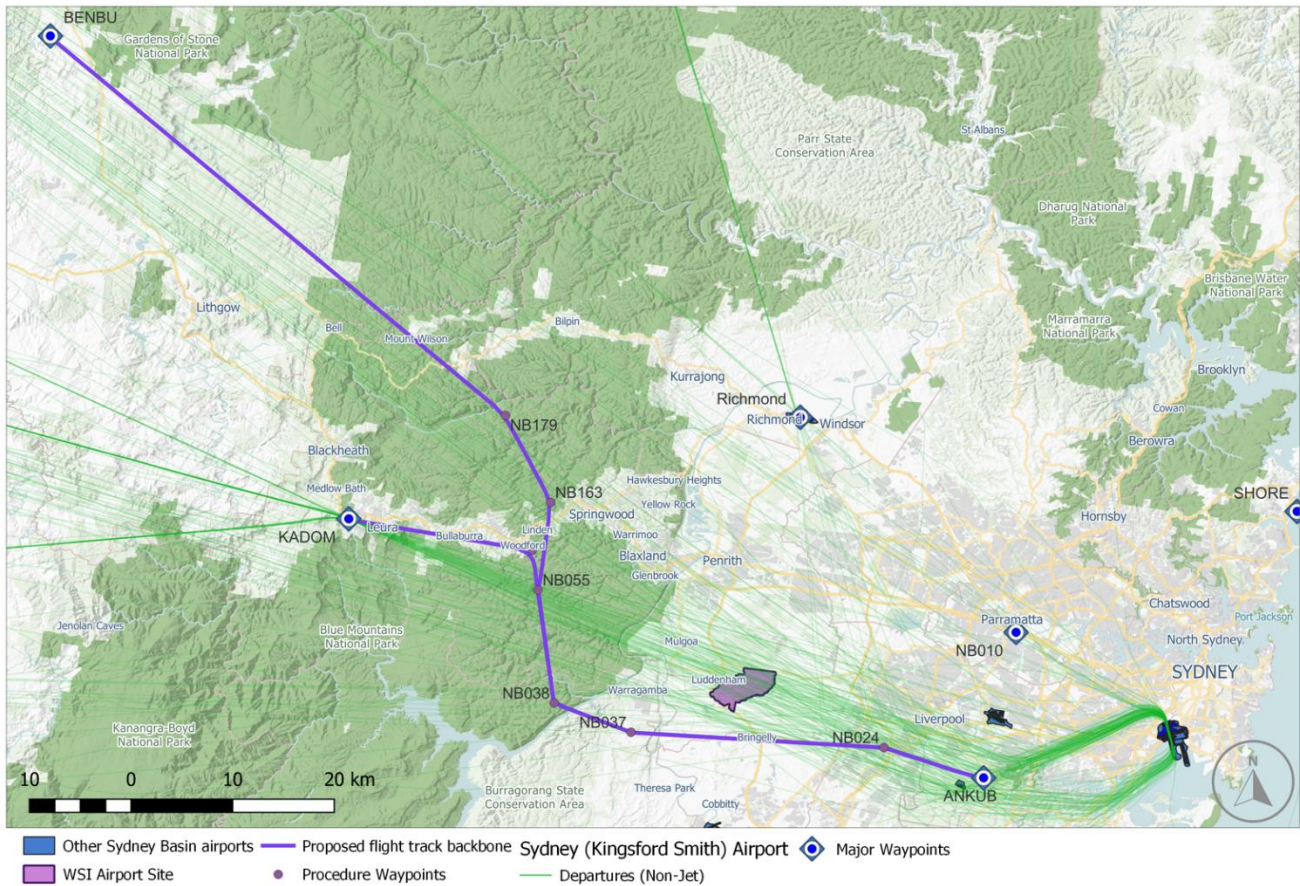 BENBU
Gardens of Stone
National Park
Parr State
Conservation Area
St Albans
Dharug National
Park
Brisbane Water
National Park
Lithgow
Bell
Mount Wilson
Bilpin
Marramarra
National Park
Brooklyn
Kurrajong
Richmond
Richmond
Windsor
Cowan
Berowra
NB179
Blackheath
Medlow Bath
NB163
Hawkesbury Heights
Yellow Rock
Springwood
SHORE
Hornsby
KADOM
Leura
Bullaburra
Linden
Woodford
Warrimoo
Blaxland
Glenbrook
Penrith
NB055
Chatswood
Port Jackson
Parramatta
NB010
North Sydney
SYDNEY
Jenolan Caves
Blue Mountains
National Park
Mulgoa
Luddenham
NB038
Warragamba
Kanangra-Boyd
National Park
NB037
Bringelly
NB024
Liverpool
N
10 0 10 20 km
Burragorang State
Conservation Area
Theresa Park
Cobbitty
ANKUB
Other Sydney Basin airports
Proposed flight track backbone
Sydney (Kingsford Smith) Airport
Major Waypoints
WSI Airport Site
Procedure Waypoints
Departures (Non-Jet)